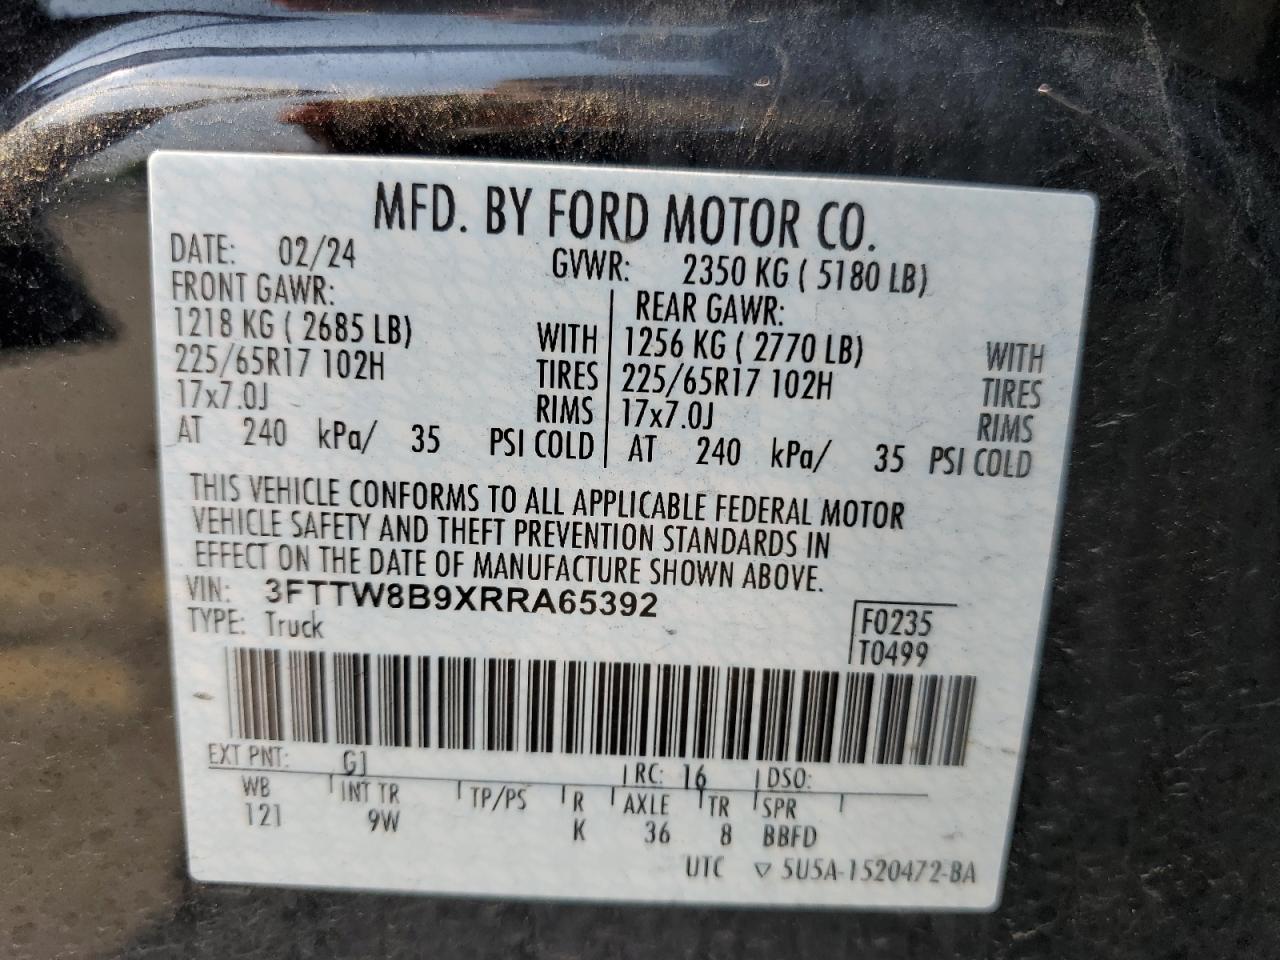 MFD. BY FORD MOTOR CO.
DATE: 02/24 GVWR: 2350 KG ( 5180 LB)
FRONT GAWR: REAR GAWR:
1218 KG ( 2685 LB) WITH 1256 KG ( 2770 LB) WITH
225/65R17 102H TIRES 225/65R17 102H TIRES
17x7.0J RIMS 17x7.0J RIMS
AT 240 kPa/ 35 PSI COLD AT 240 kPa/ 35 PSI COLD
THIS VEHICLE CONFORMS TO ALL APPLICABLE FEDERAL MOTOR
VEHICLE SAFETY AND THEFT PREVENTION STANDARDS IN
EFFECT ON THE DATE OF MANUFACTURE SHOWN ABOVE.
VIN: 3FTTW8B9XRRA65392
TYPE: Truck
F0235
T0499
EXT PNT: G1 RC: 16 DSO:
WB INT TR TP/PS R AXLE TR SPR
121 9W K 36 8 BBFD
UTC ▽ 5U5A-1520472-BA